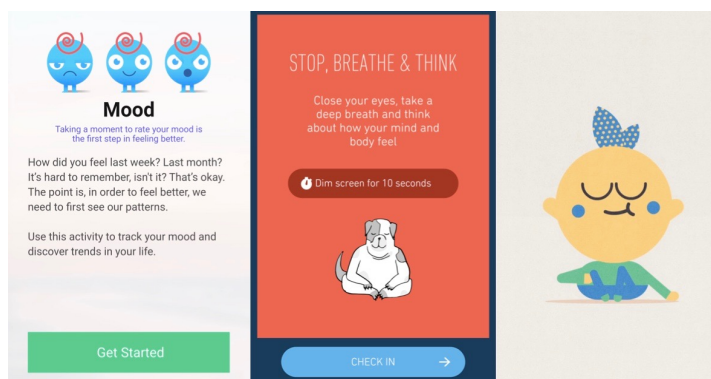 Mood
Taking a moment to rate your mood is
the first step in feeling better.
How did you feel last week? Last month?
It's hard to remember, isn't it? That's okay.
The point is, in order to feel better, we
need to first see our patterns.
Use this activity to track your mood and
discover trends in your life.
Get Started
STOP, BREATHE & THINK
Close your eyes, take a
deep breath and think
about how your mind and
body feel
Dim screen for 10 seconds
CHECK IN